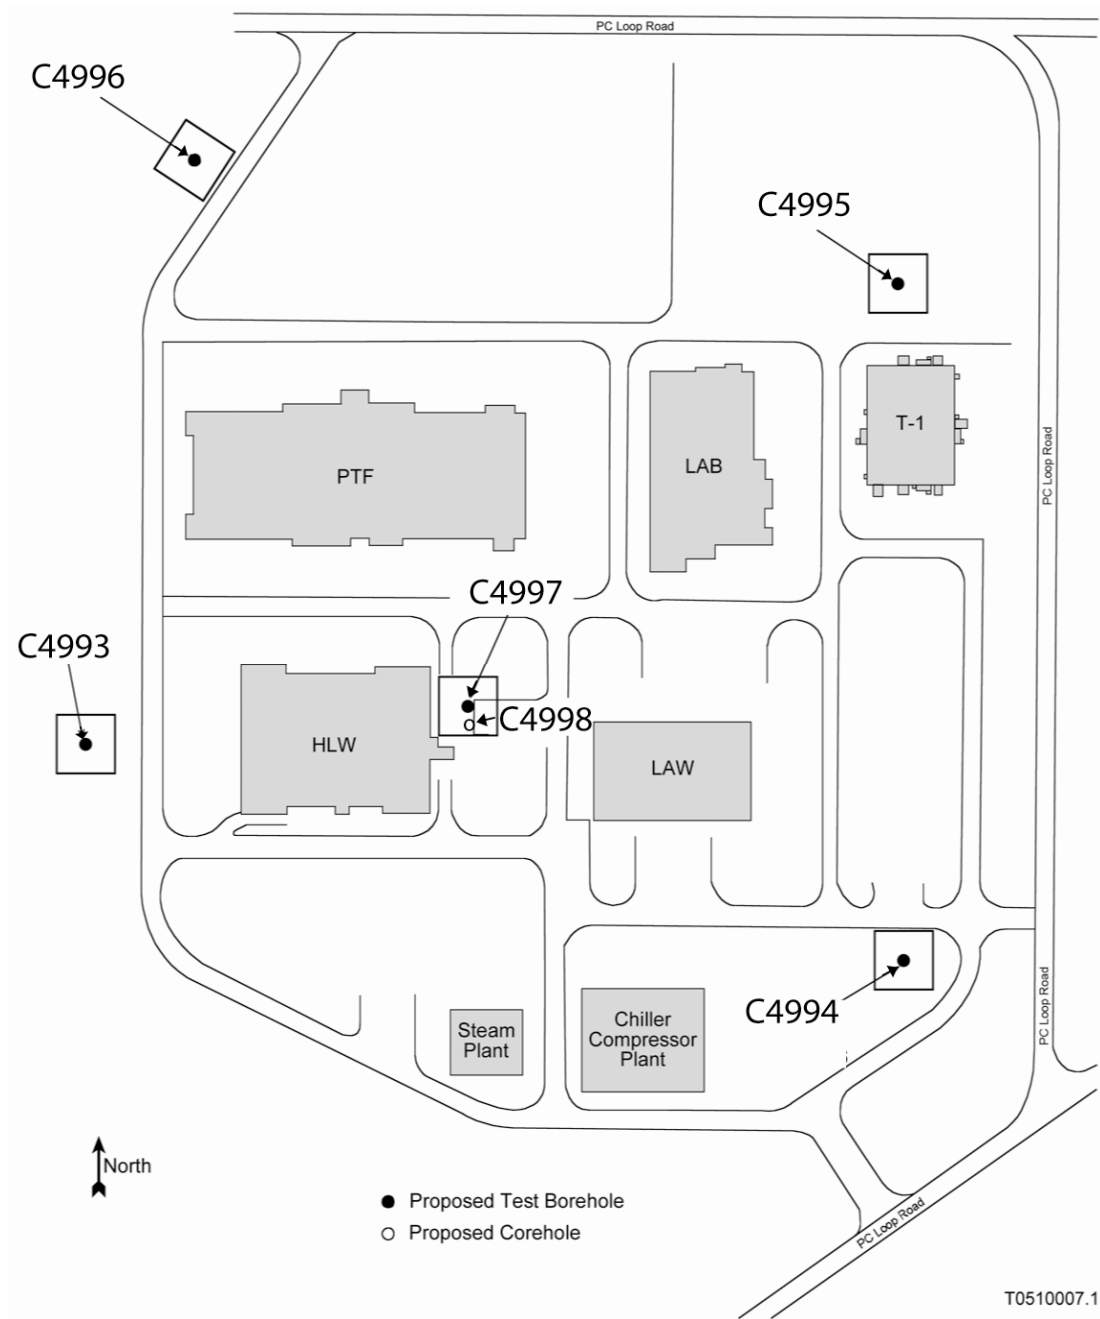 PC Loop Road
C4996
C4995
T-1
PTF
LAB
PC Loop Road
C4997
C4993
C4998
HLW
LAW
PC Loop Road
C4994
Steam
Plant
Chiller
Compressor
Plant
North
Proposed Test Borehole
Proposed Corehole
PC Loop Road
T0510007.1